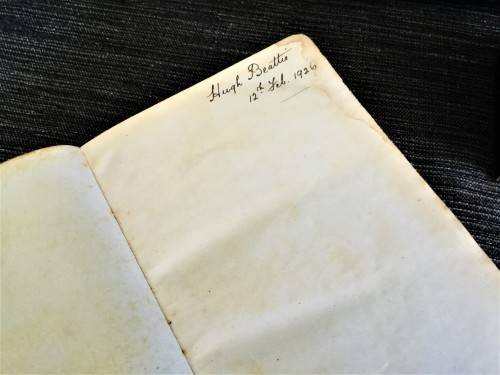 Hugh Beattie
12th Feb. 1926